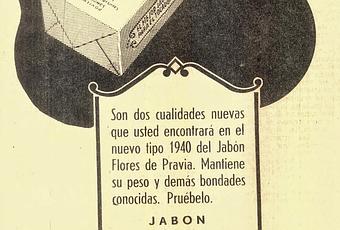 Son dos cualidades nuevas
que usted encontrará en el
nuevo tipo 1940 del Jabón
Flores de Pravia. Mantiene
su peso y demás bondades
conocidas. Pruébelo.
JABON